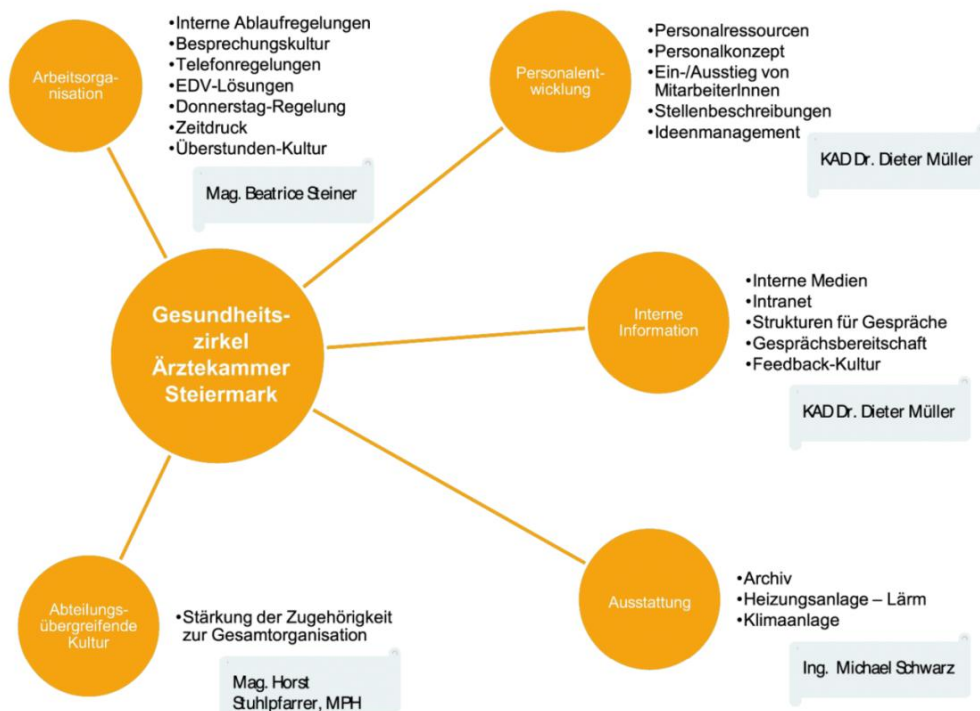 Arbeitsorga-
nisation
•Interne Ablaufregelungen
•Besprechungskultur
•Telefonregelungen
•EDV-Lösungen
•Donnerstag-Regelung
•Zeitdruck
•Überstunden-Kultur
Mag. Beatrice Steiner
Personalent-
wicklung
•Personalressourcen
•Personalkonzept
•Ein-/Ausstieg von
MitarbeiterInnen
•Stellenbeschreibungen
•Ideenmanagement
KAD Dr. Dieter Müller
Gesundheits-
zirkel
Ärztekammer
Steiermark
Interne
Information
•Interne Medien
•Intranet
•Strukturen für Gespräche
•Gesprächsbereitschaft
•Feedback-Kultur
KAD Dr. Dieter Müller
Abteilungs-
übergreifende
Kultur
•Stärkung der Zugehörigkeit
zur Gesamtorganisation
Mag. Horst
Stuhlpfarrer, MPH
Ausstattung
•Archiv
•Heizungsanlage – Lärm
•Klimaanlage
Ing. Michael Schwarz